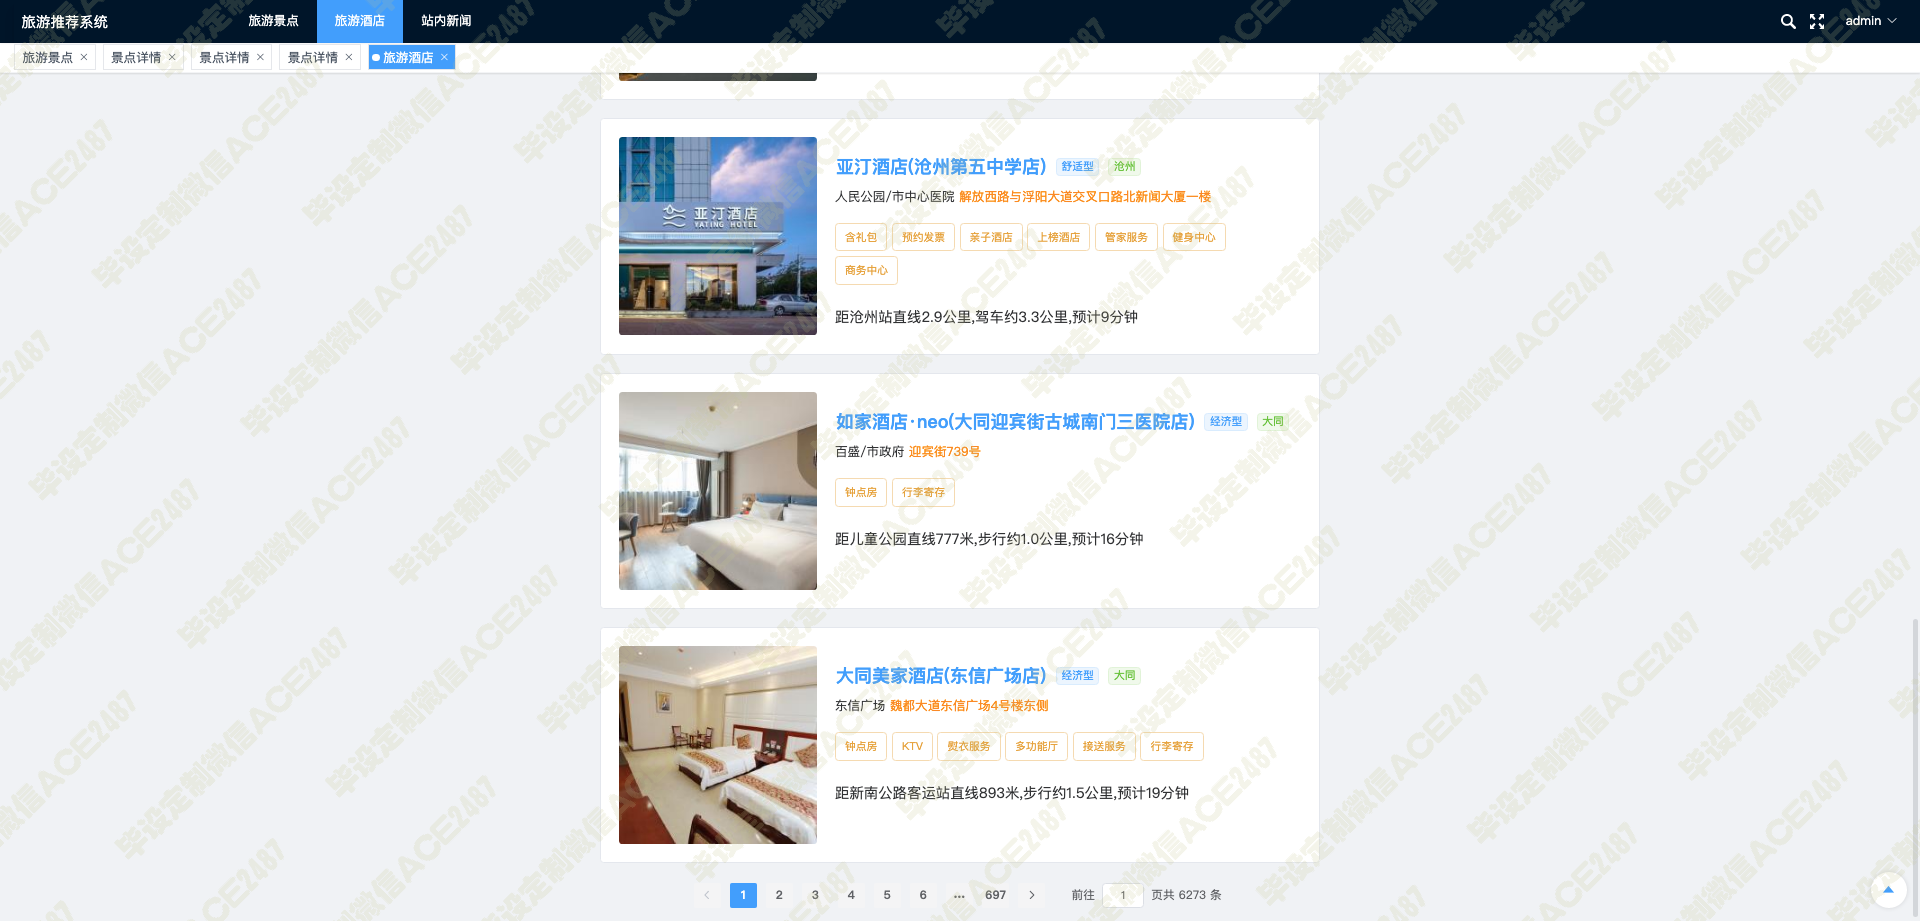 旅游推荐系统
旅游景点
旅游酒店
站内新闻
admin
旅游景点
景点详情
景点详情
景点详情
旅游酒店
亚汀酒店
YATING HOTEL
亚汀酒店(沧州第五中学店) 舒适型 沧州
人民公园/市中心医院 解放西路与浮阳大道交叉口路北新闻大厦一楼
含礼包 预约发票 亲子酒店 上榜酒店 管家服务 健身中心
商务中心
距沧州站直线2.9公里,驾车约3.3公里,预计9分钟
如家酒店·neo(大同迎宾街古城南门三医院店) 经济型 大同
百盛/市政府 迎宾街739号
钟点房 行李寄存
距儿童公园直线777米,步行约1.0公里,预计16分钟
大同美家酒店(东信广场店) 经济型 大同
东信广场 魏都大道东信广场4号楼东侧
钟点房 KTV 熨衣服务 多功能厅 接送服务 行李寄存
距新南公路客运站直线893米,步行约1.5公里,预计19分钟
1 2 3 4 5 6 ... 697 前往 1 页共 6273 条
毕设定制微信ACE2487